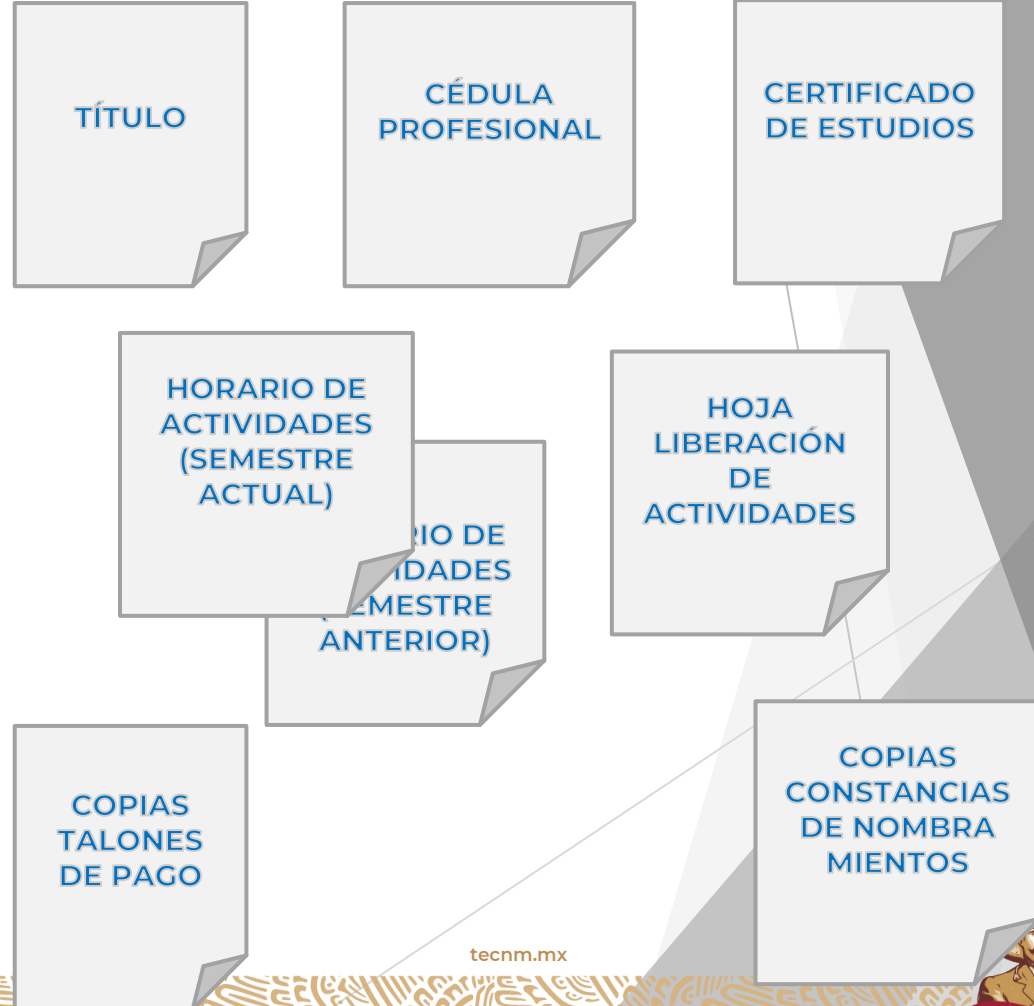 TÍTULO
CÉDULA
PROFESIONAL
CERTIFICADO
DE ESTUDIOS
HORARIO DE
ACTIVIDADES
(SEMESTRE
ACTUAL)
DE
ANTERIOR)
HOJA
LIBERACIÓN
DE
ACTIVIDADES
COPIAS
TALONES
DE PAGO
COPIAS
CONSTANCIAS
DE NOMBRA
MIENTOS
tecnm.mx